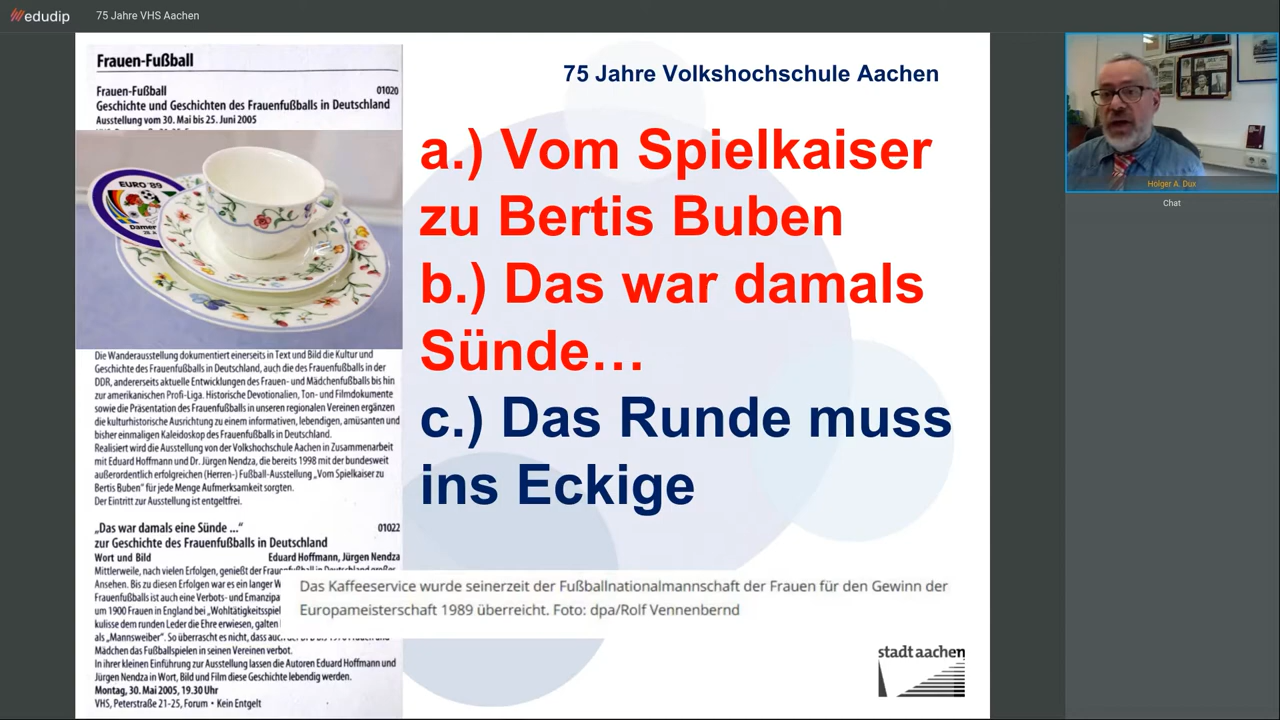 edudip
75 Jahre VHS Aachen
Frauen-Fußball
Frauen-Fußball 01020
Geschichte und Geschichten des Frauenfußballs in Deutschland
Ausstellung vom 30. Mai bis 25. Juni 2005
EURO '89
Die Wanderausstellung dokumentiert einerseits in Text und Bild die Kultur und
Geschichte des Frauenfußballs in Deutschland, auch die des Frauenfußballs in der
DDR, andererseits aktuelle Entwicklungen des Frauen- und Mädchenfußballs bis hin
zur amerikanischen Profi-Liga. Historische Devotionalien, Ton- und Filmdokumente
sowie die Präsentation des Frauenfußballs in unseren regionalen Vereinen ergänzen
die kulturhistorische Ausrichtung zu einem informativen, lebendigen, amüsanten und
bisher einmaligen Kaleidoskop des Frauenfußballs in Deutschland.
Realisiert wird die Ausstellung von der Volkshochschule Aachen in Zusammenarbeit
mit Eduard Hoffmann und Dr. Jürgen Nendza, die bereits 1998 mit der bundesweit
außerordentlich erfolgreichen (Herren-) Fußball-Ausstellung „Vom Spielkaiser zu
Bertis Buben" für jede Menge Aufmerksamkeit sorgten.
Der Eintritt zur Ausstellung ist entgeltfrei.
„Das war damals eine Sünde ..." 01022
zur Geschichte des Frauenfußballs in Deutschland
Wort und Bild Eduard Hoffmann, Jürgen Nendza
Mittlerweile, nach vielen Erfolgen, genießt der Frauenfußball in Deutschland großes
Ansehen. Bis zu diesen Erfolgen war es ein langer W
Frauenfußballs ist auch eine Verbots- und Emanzipa
um 1900 Frauen in England bei „Wohltätigkeitsspiel
kulisse dem runden Leder die Ehre erwiesen, galten
als „Mannsweiber". So überrascht es nicht, dass auch der DFB bis 1970 Frauen und
Mädchen das Fußballspielen in seinen Vereinen verbot.
In ihrer kleinen Einführung zur Ausstellung lassen die Autoren Eduard Hoffmann und
Jürgen Nendza in Wort, Bild und Film diese Geschichte lebendig werden.
Montag, 30. Mai 2005, 19.30 Uhr
VHS, Peterstraße 21-25, Forum • Kein Entgelt
75 Jahre Volkshochschule Aachen
a.) Vom Spielkaiser
zu Bertis Buben
b.) Das war damals
Sünde...
c.) Das Runde muss
ins Eckige
Das Kaffeeservice wurde seinerzeit der Fußballnationalmannschaft der Frauen für den Gewinn der
Europameisterschaft 1989 überreicht. Foto: dpa/Rolf Vennenbernd
stadt aachen
Holger A. Dux
Chat